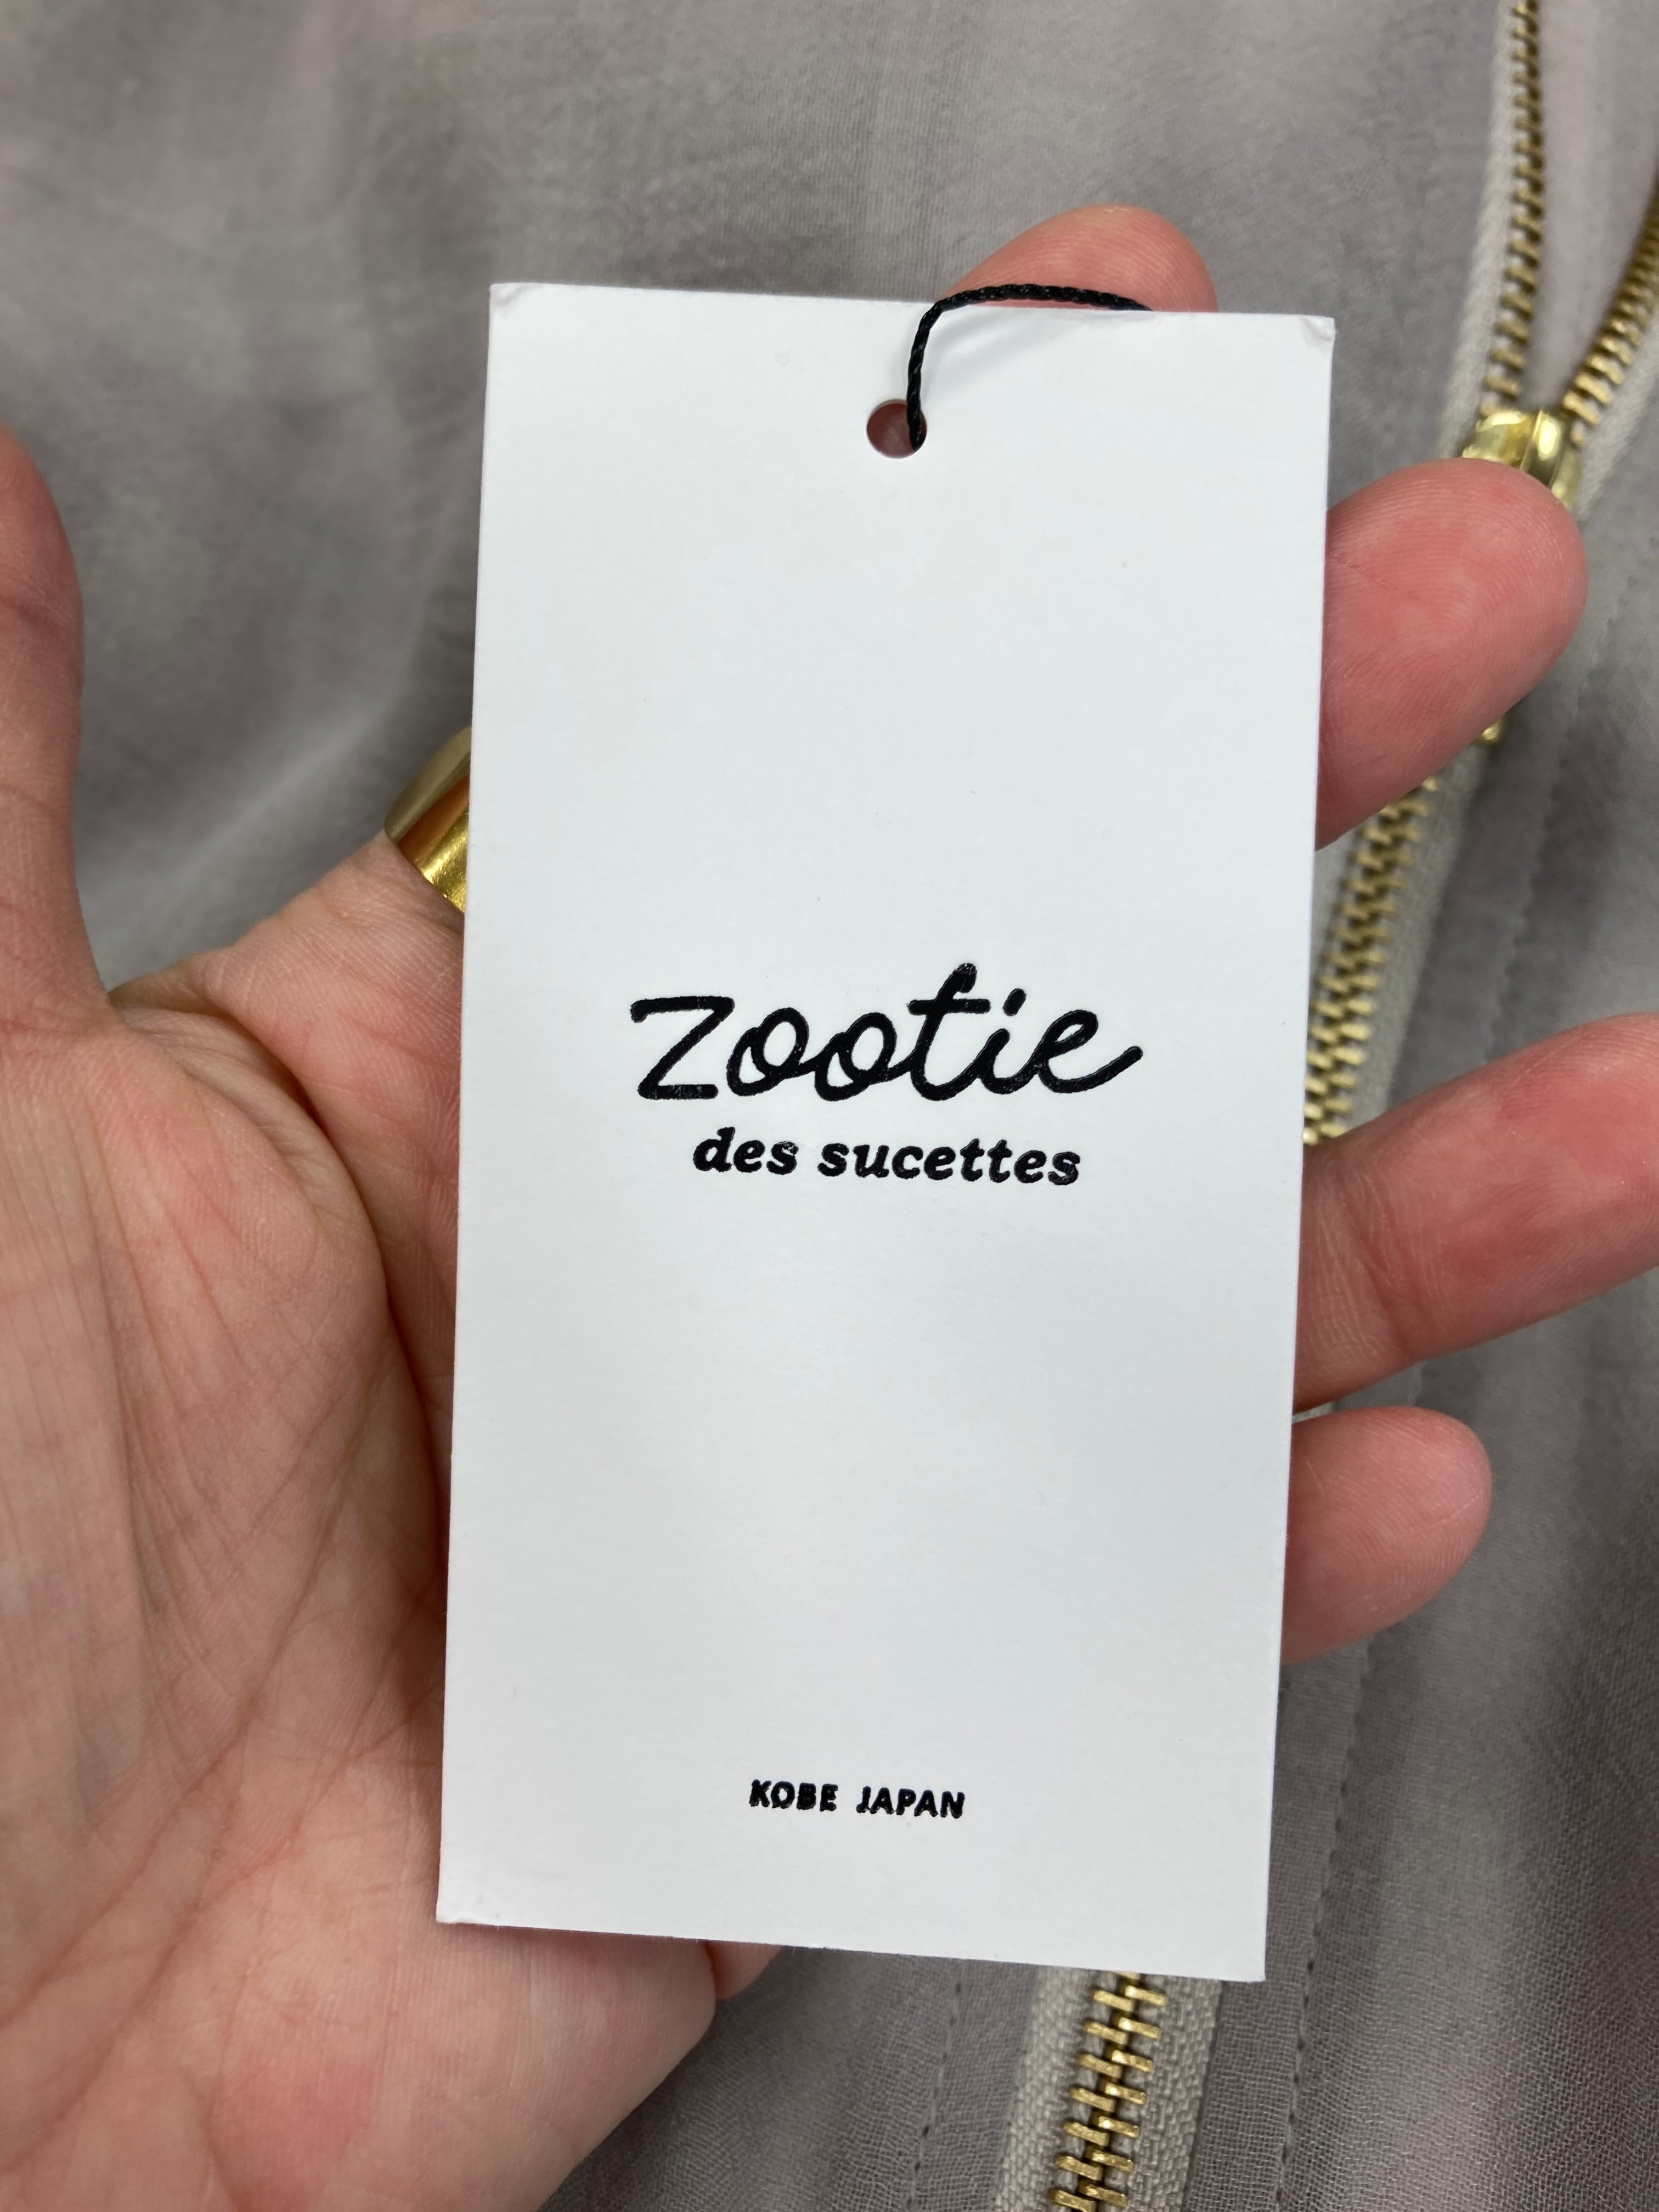 zootie
des sucettes
KOBE JAPAN